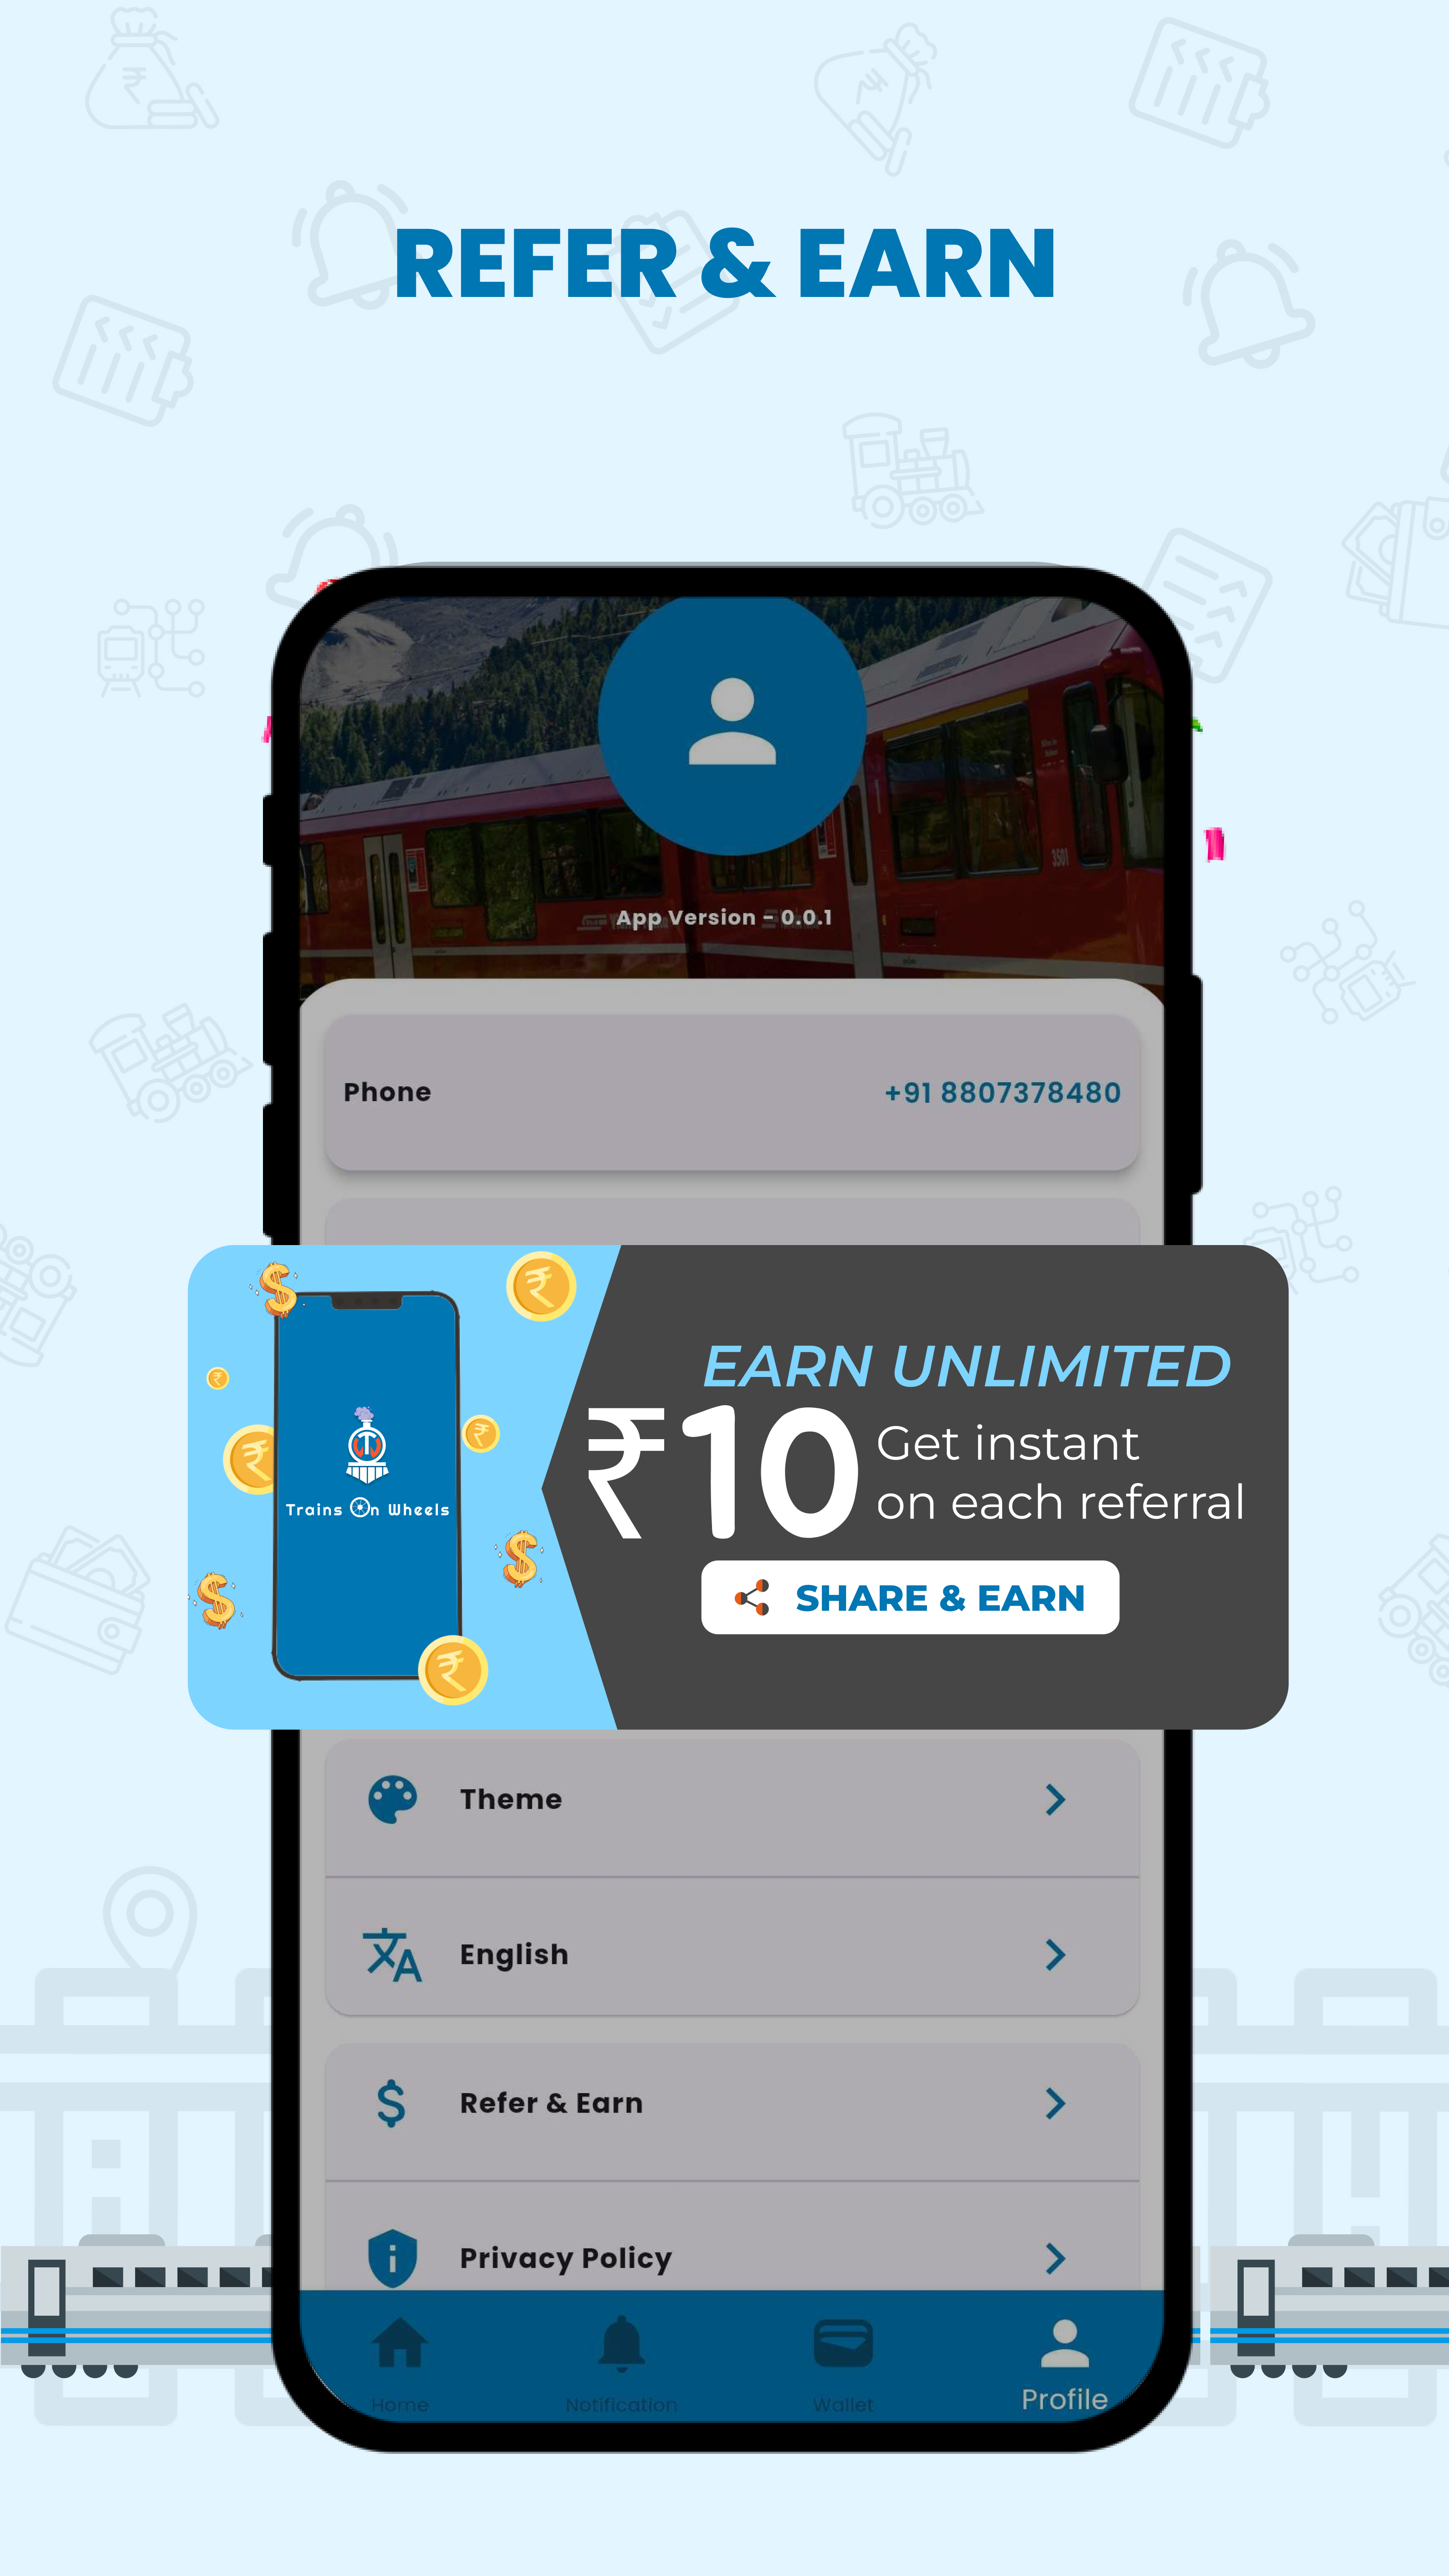 REFER & EARN
App Version - 0.0.1
Phone
+91 8807378480
EARN UNLIMITED
₹10
Get instant
on each referral
SHARE & EARN
Trains On Wheels
Theme
English
Refer & Earn
Privacy Policy
Home
Notification
Wallet
Profile